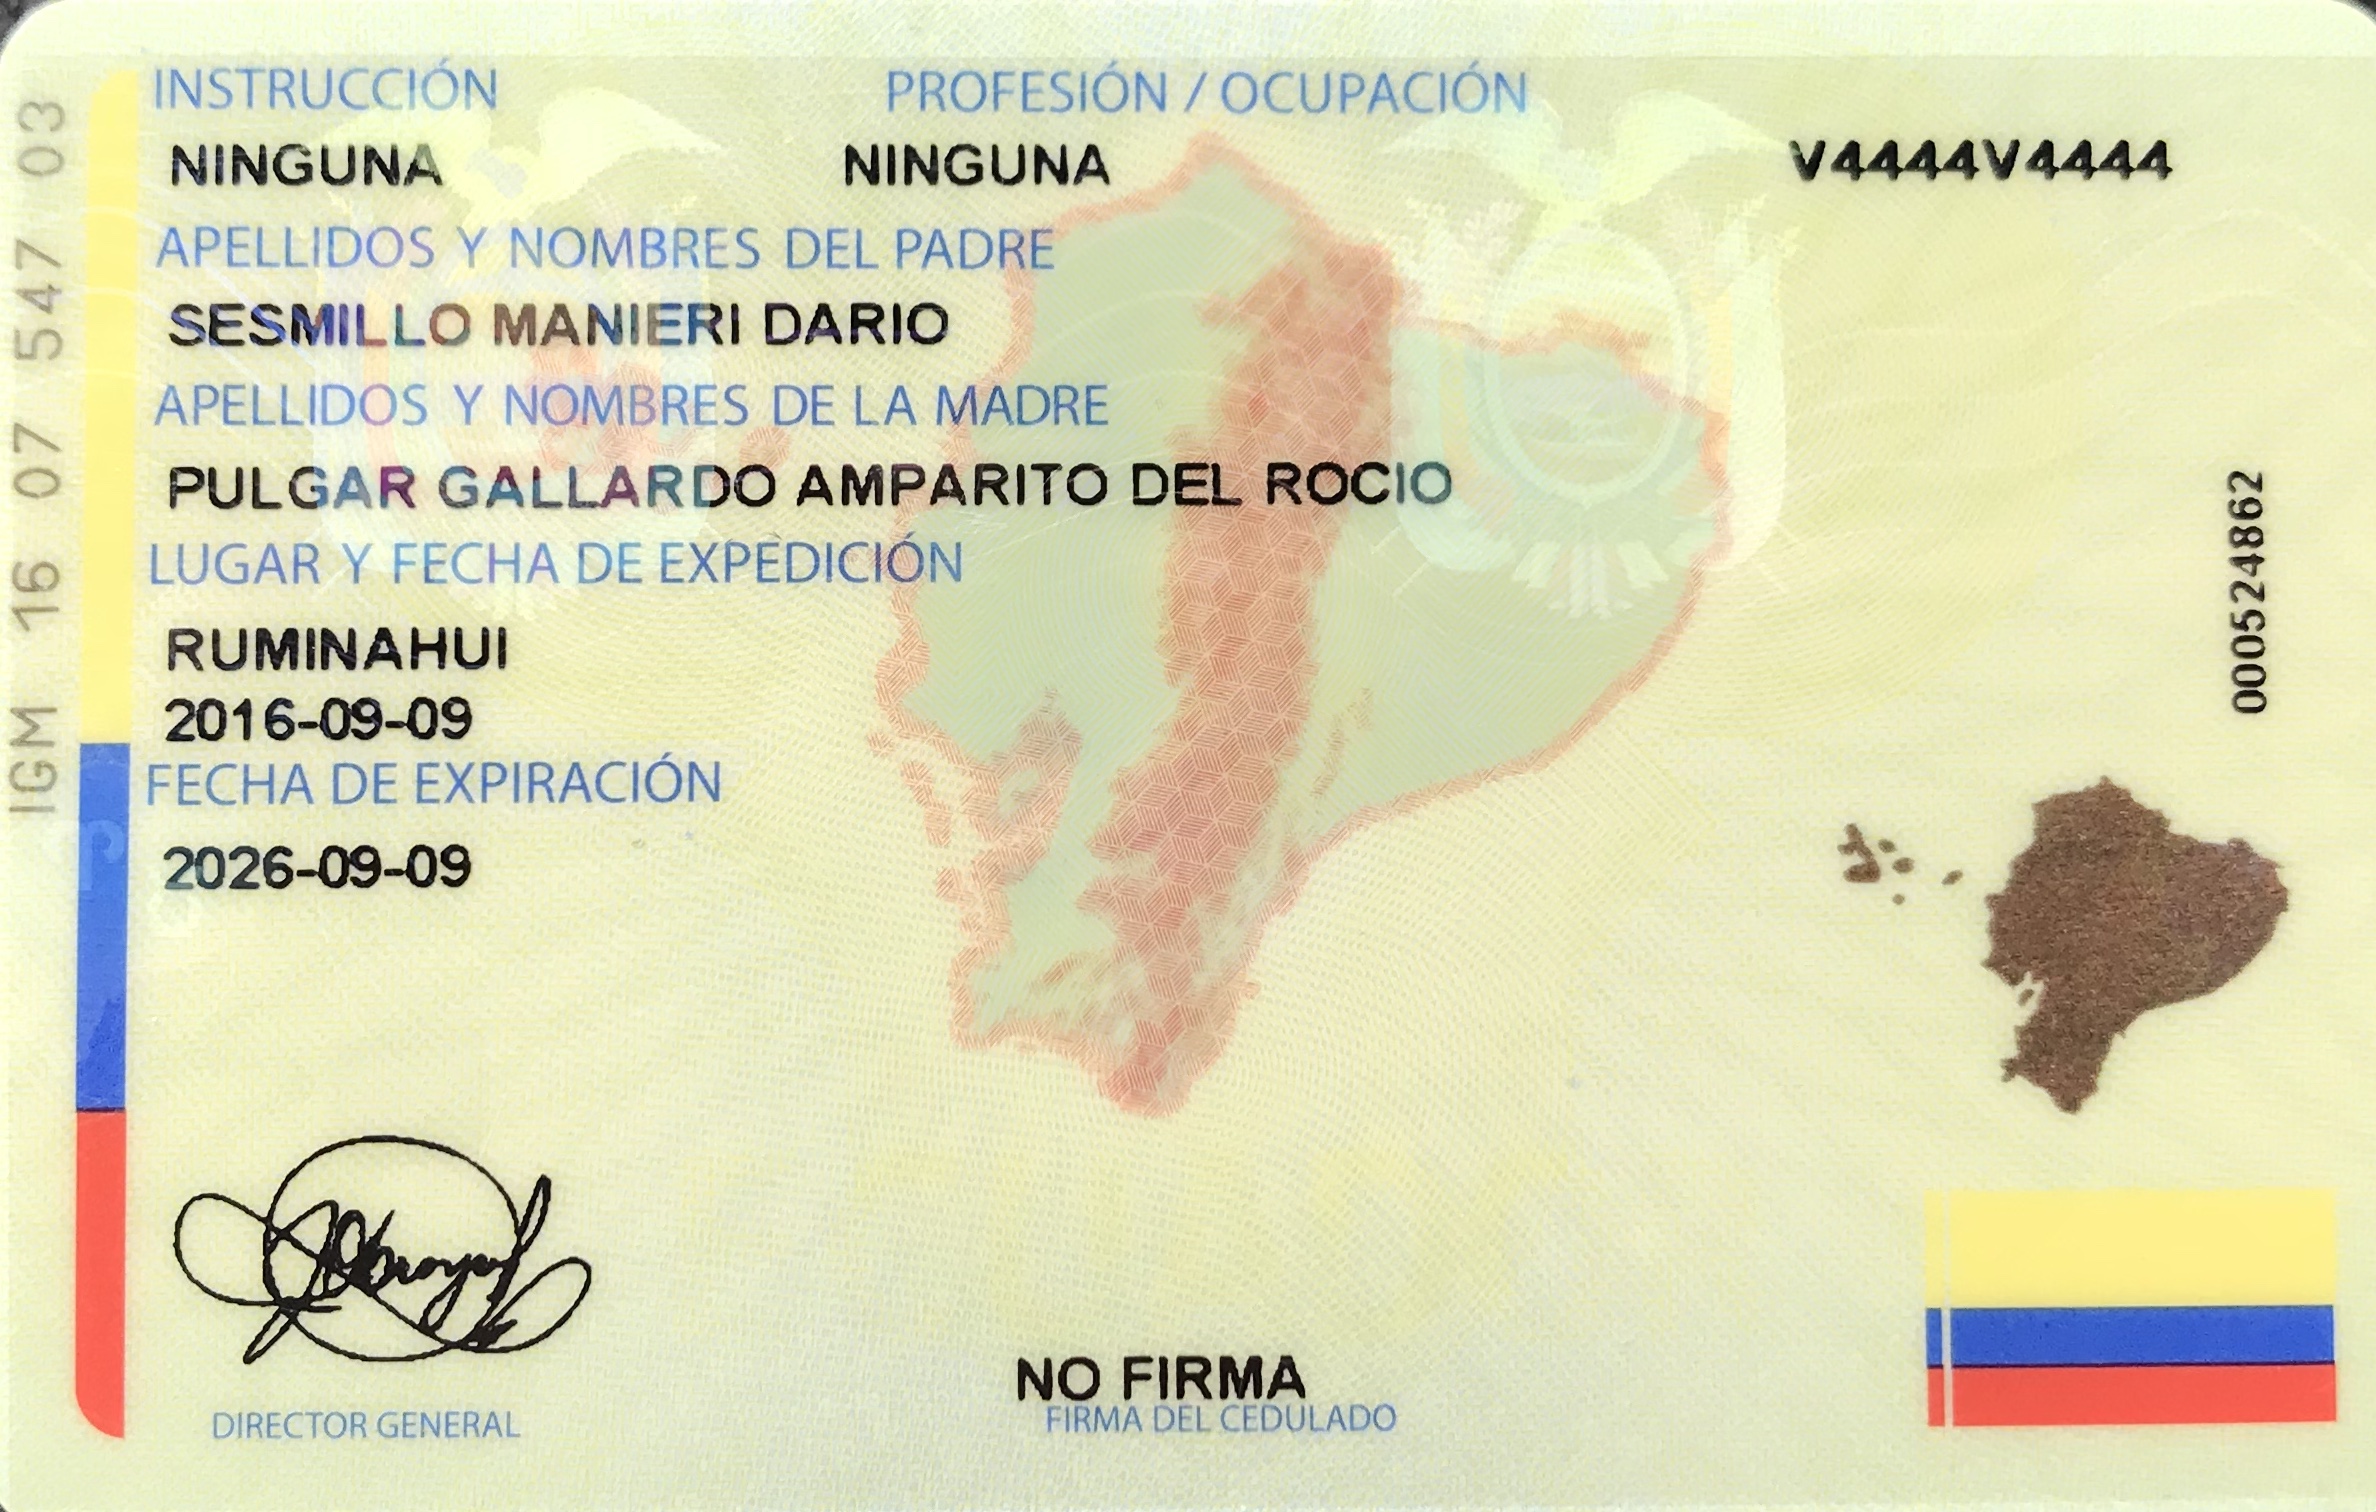 INSTRUCCIÓN PROFESIÓN / OCUPACIÓN
NINGUNA NINGUNA V4444V4444
APELLIDOS Y NOMBRES DEL PADRE
SESMILLO MANIERI DARIO
APELLIDOS Y NOMBRES DE LA MADRE
PULGAR GALLARDO AMPARITO DEL ROCIO
LUGAR Y FECHA DE EXPEDICIÓN
RUMINAHUI
2016-09-09
FECHA DE EXPIRACIÓN
2026-09-09
IGM 16 07 547 03
000524862
NO FIRMA
DIRECTOR GENERAL FIRMA DEL CEDULADO